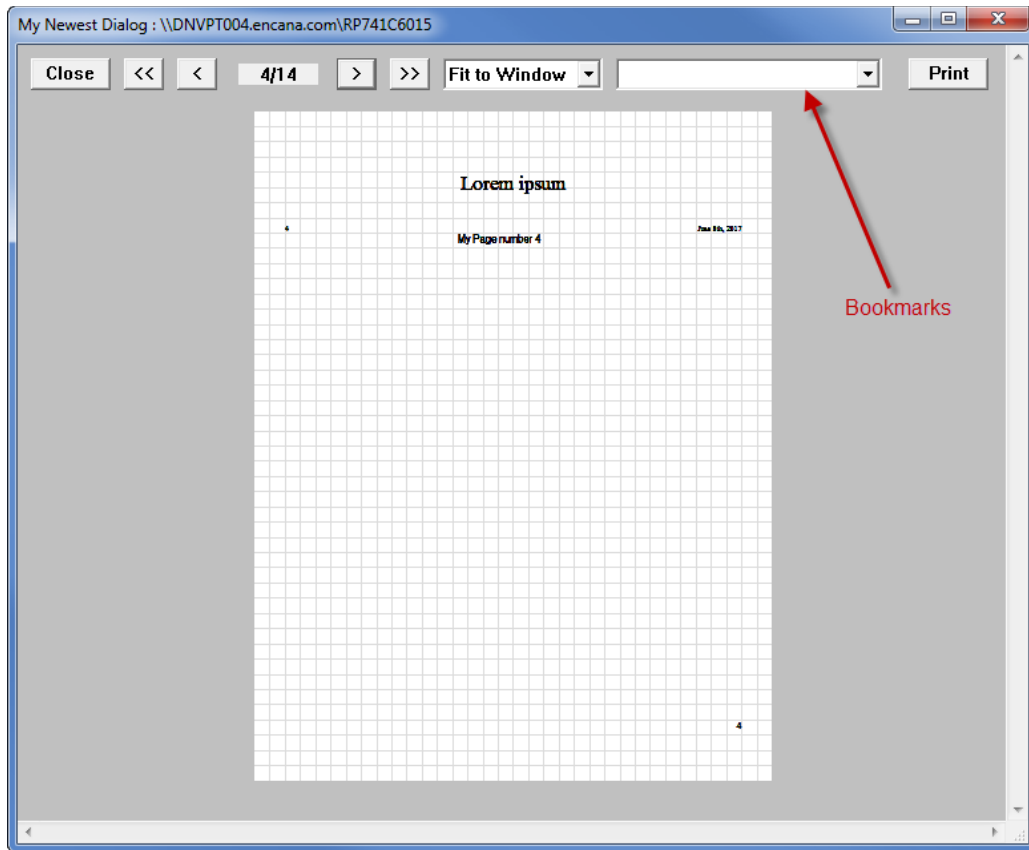 My Newest Dialog : \\DNVPT004.encana.com\RP741C6015
Close << < 4/14 > >> Fit to Window Print
Lorem ipsum
4 2017
My Page number 4
Bookmarks
4